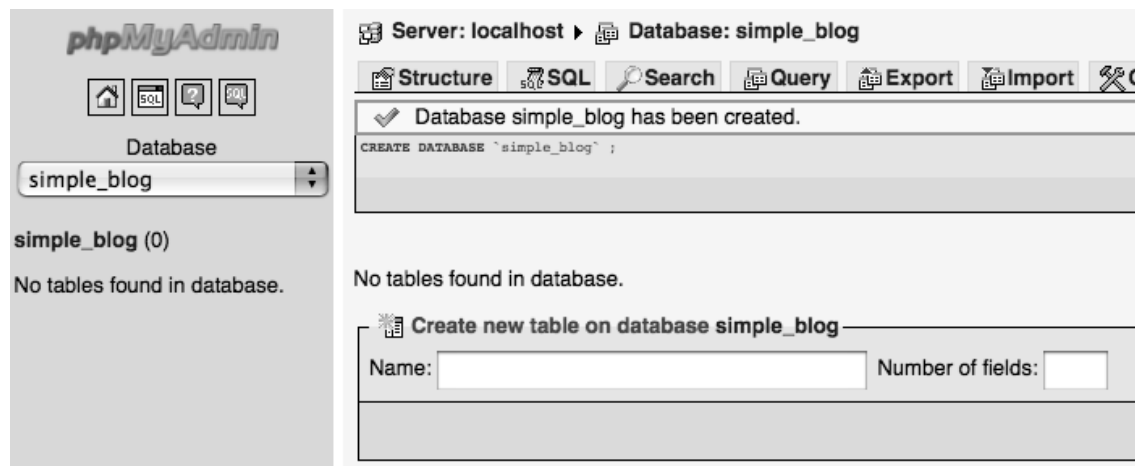 phpMyAdmin
SQL ? SQL
Database
simple_blog
simple_blog (0)
No tables found in database.
Server: localhost Database: simple_blog
Structure SQL Search Query Export Import
Database simple_blog has been created.
CREATE DATABASE `simple_blog` ;
No tables found in database.
Create new table on database simple_blog
Name: Number of fields: